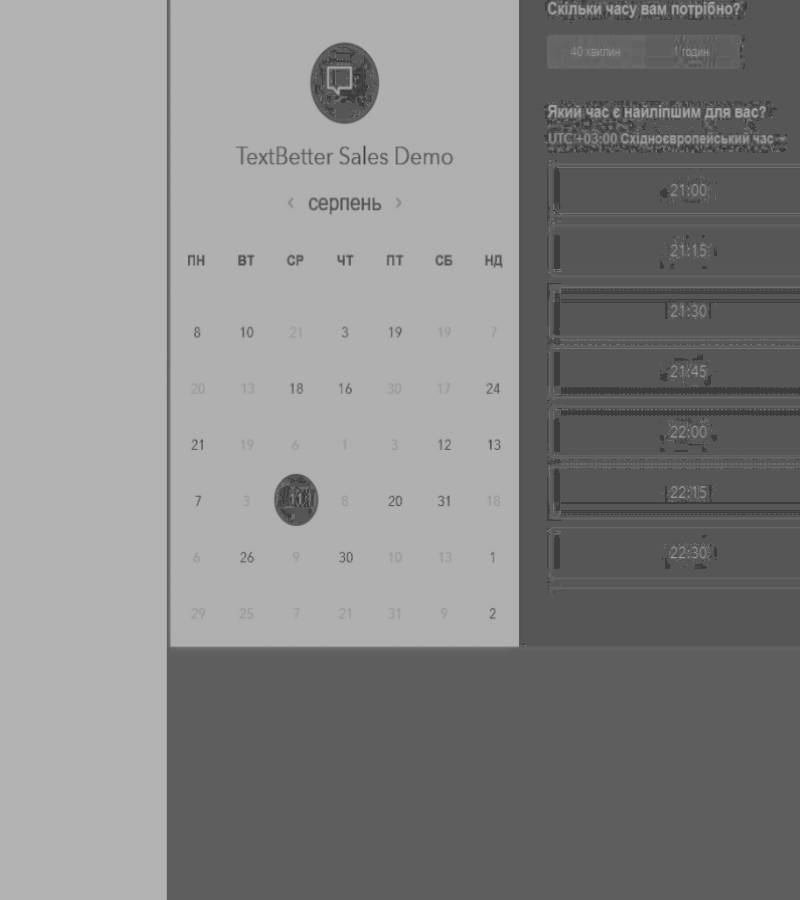 TextBetter Sales Demo
‹ серпень ›
ПН ВТ СР ЧТ ПТ СБ НД
8 10 21 3 19 19 7
20 13 18 16 30 17 24
21 19 6 1 3 12 13
7 3 8 20 31 18
6 26 9 30 10 13 1
29 25 7 21 31 9 2
Скільки часу вам потрібно?
40 хвилин 1 годин
Який час є найліпшим для вас?
UTC +03:00 Східноєвропейський час
21:00
21:15
21:30
21:45
22:00
22:15
22:30